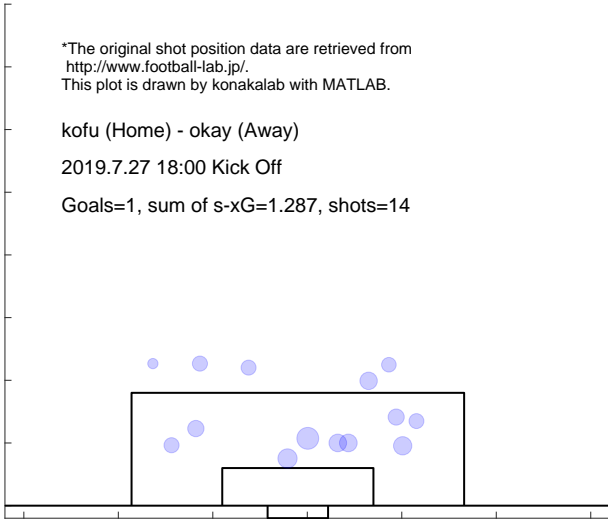 *The original shot position data are retrieved from
http://www.football-lab.jp/.
This plot is drawn by konakalab with MATLAB.
kofu (Home) - okay (Away)
2019.7.27 18:00 Kick Off
Goals=1, sum of s-xG=1.287, shots=14